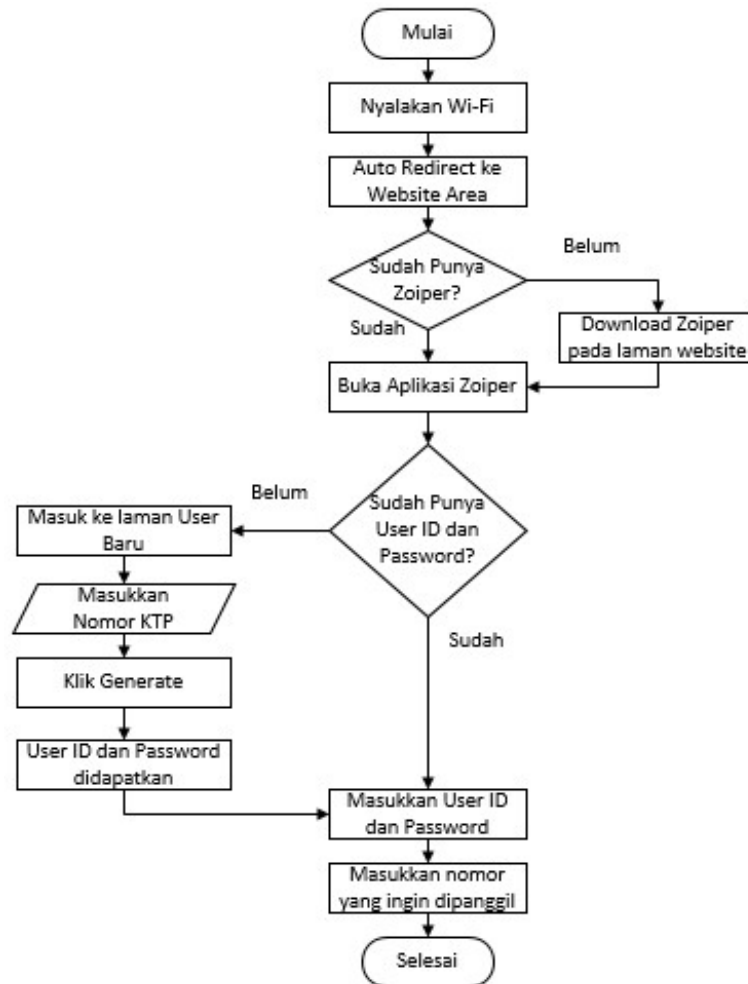 Mulai
Nyalakan Wi-Fi
Auto Redirect ke
Website Area
Sudah Punya
Zoiper?
Belum
Sudah
Download Zoiper
pada laman website
Buka Aplikasi Zoiper
Sudah Punya
User ID dan
Password?
Belum
Masuk ke laman User
Baru
Masukkan
Nomor KTP
Klik Generate
User ID dan Password
didapatkan
Sudah
Masukkan User ID
dan Password
Masukkan nomor
yang ingin dipanggil
Selesai